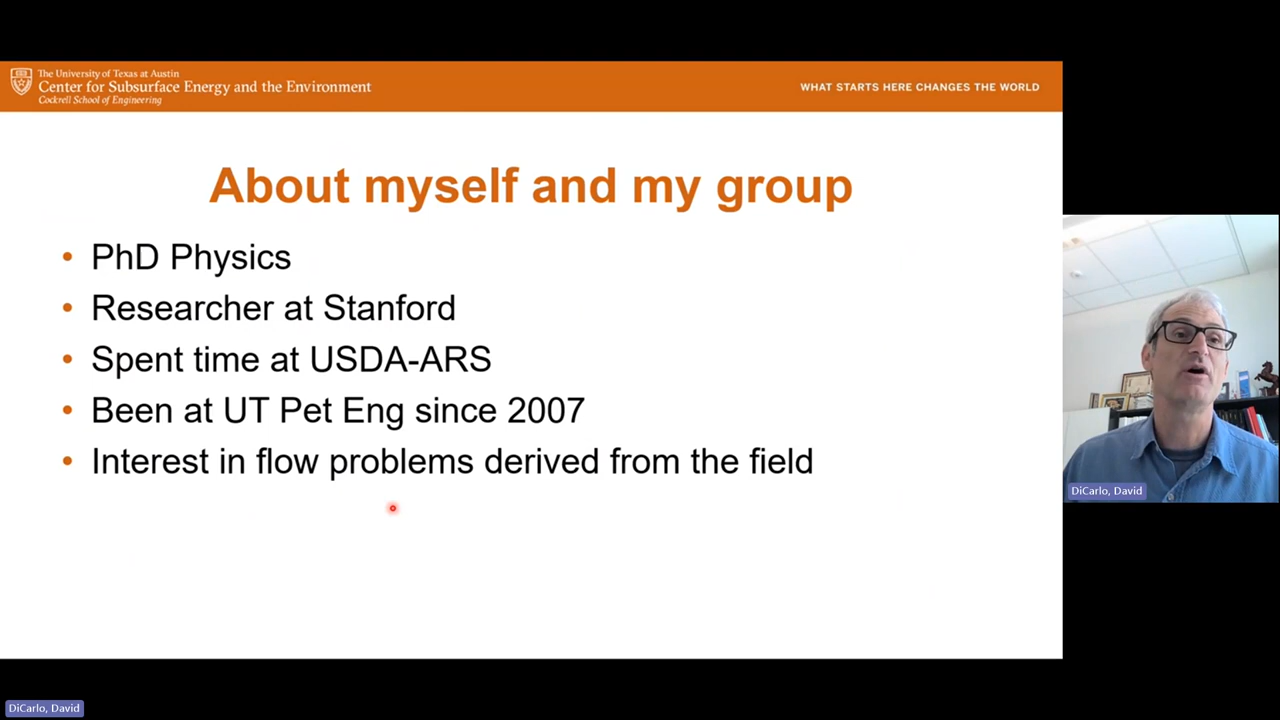 The University of Texas at Austin
Center for Subsurface Energy and the Environment
Cockrell School of Engineering
WHAT STARTS HERE CHANGES THE WORLD
About myself and my group
• PhD Physics
• Researcher at Stanford
• Spent time at USDA-ARS
• Been at UT Pet Eng since 2007
• Interest in flow problems derived from the field
DiCarlo, David
DiCarlo, David